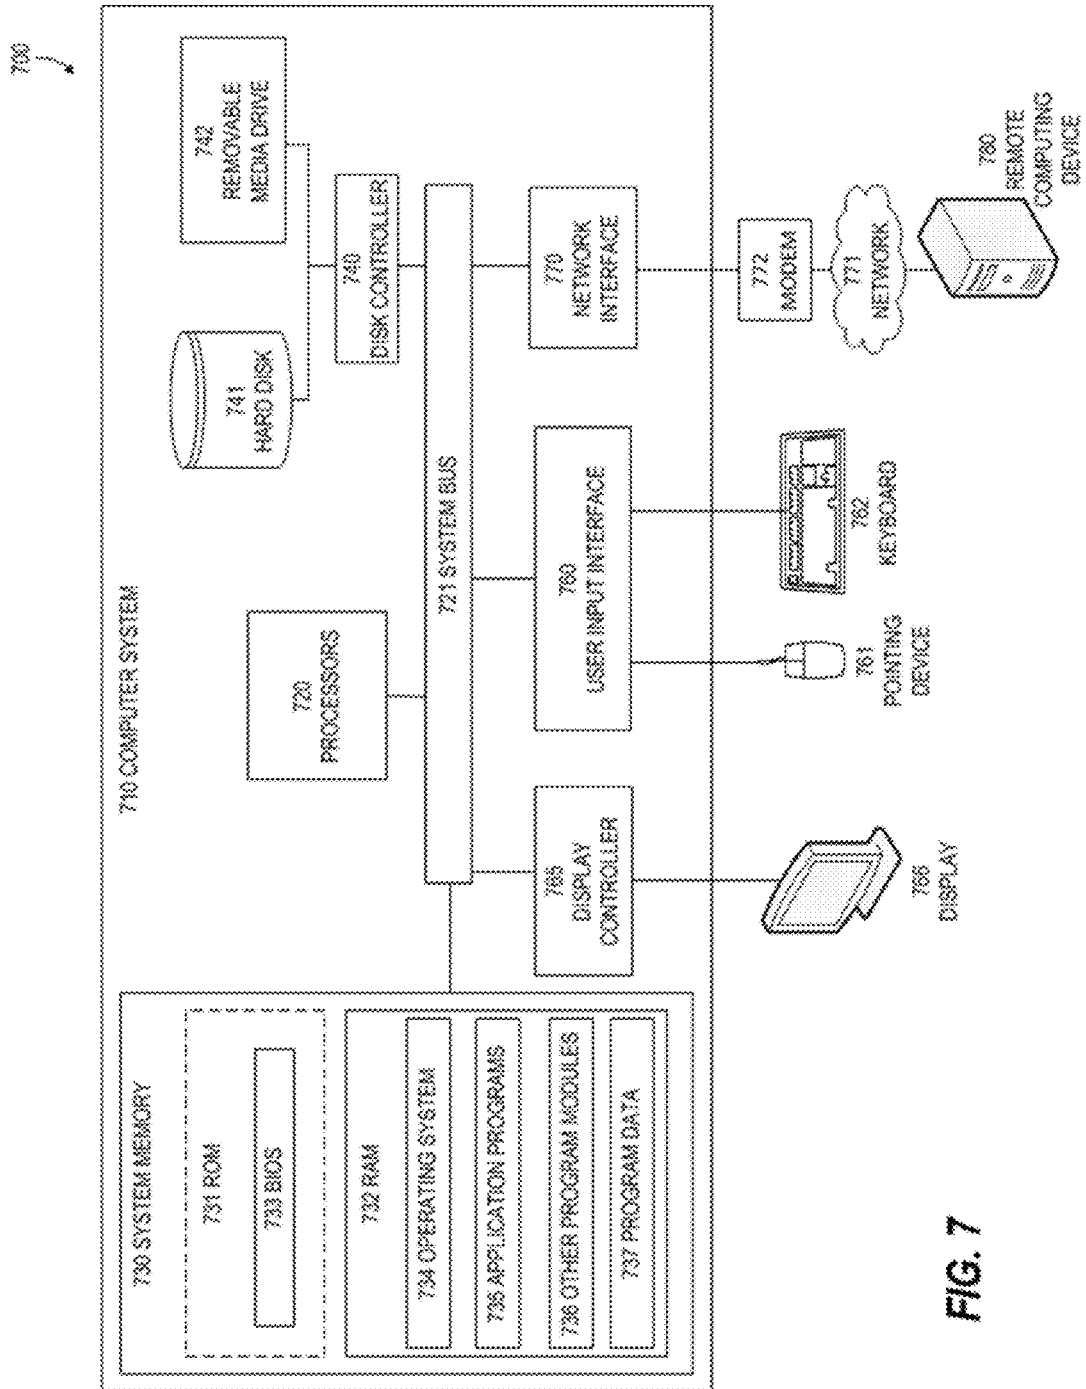 700
710 COMPUTER SYSTEM
730 SYSTEM MEMORY
731 ROM
733 BIOS
732 RAM
734 OPERATING SYSTEM
735 APPLICATION PROGRAMS
736 OTHER PROGRAM MODULES
737 PROGRAM DATA
720
PROCESSORS
741
HARD DISK
742
REMOVABLE
MEDIA DRIVE
740
DISK CONTROLLER
721 SYSTEM BUS
765
DISPLAY
CONTROLLER
760
USER INPUT INTERFACE
770
NETWORK
INTERFACE
772
MODEM
771
NETWORK
766
DISPLAY
761
POINTING
DEVICE
762
KEYBOARD
780
REMOTE
COMPUTING
DEVICE
FIG. 7